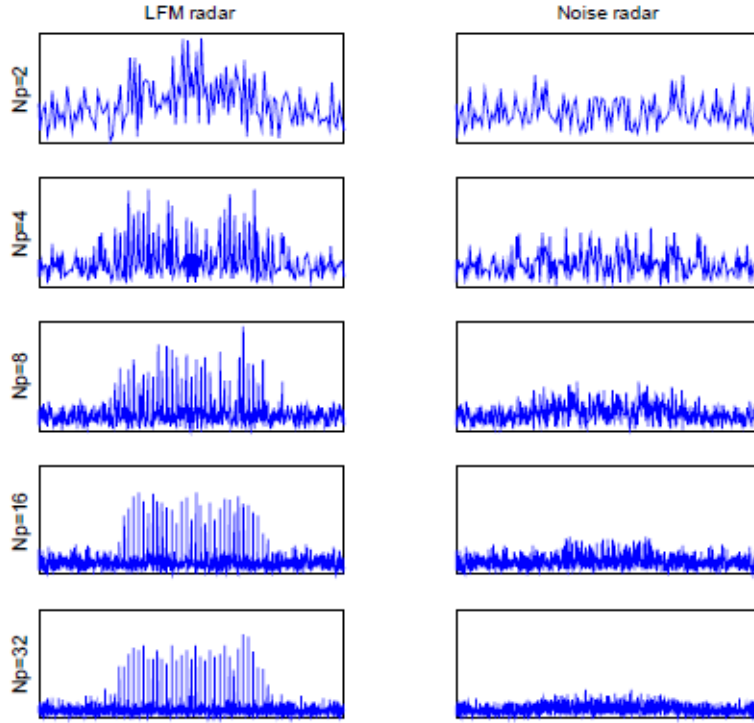 LFM radar
Noise radar
Np=2
Np=4
Np=8
Np=16
Np=32